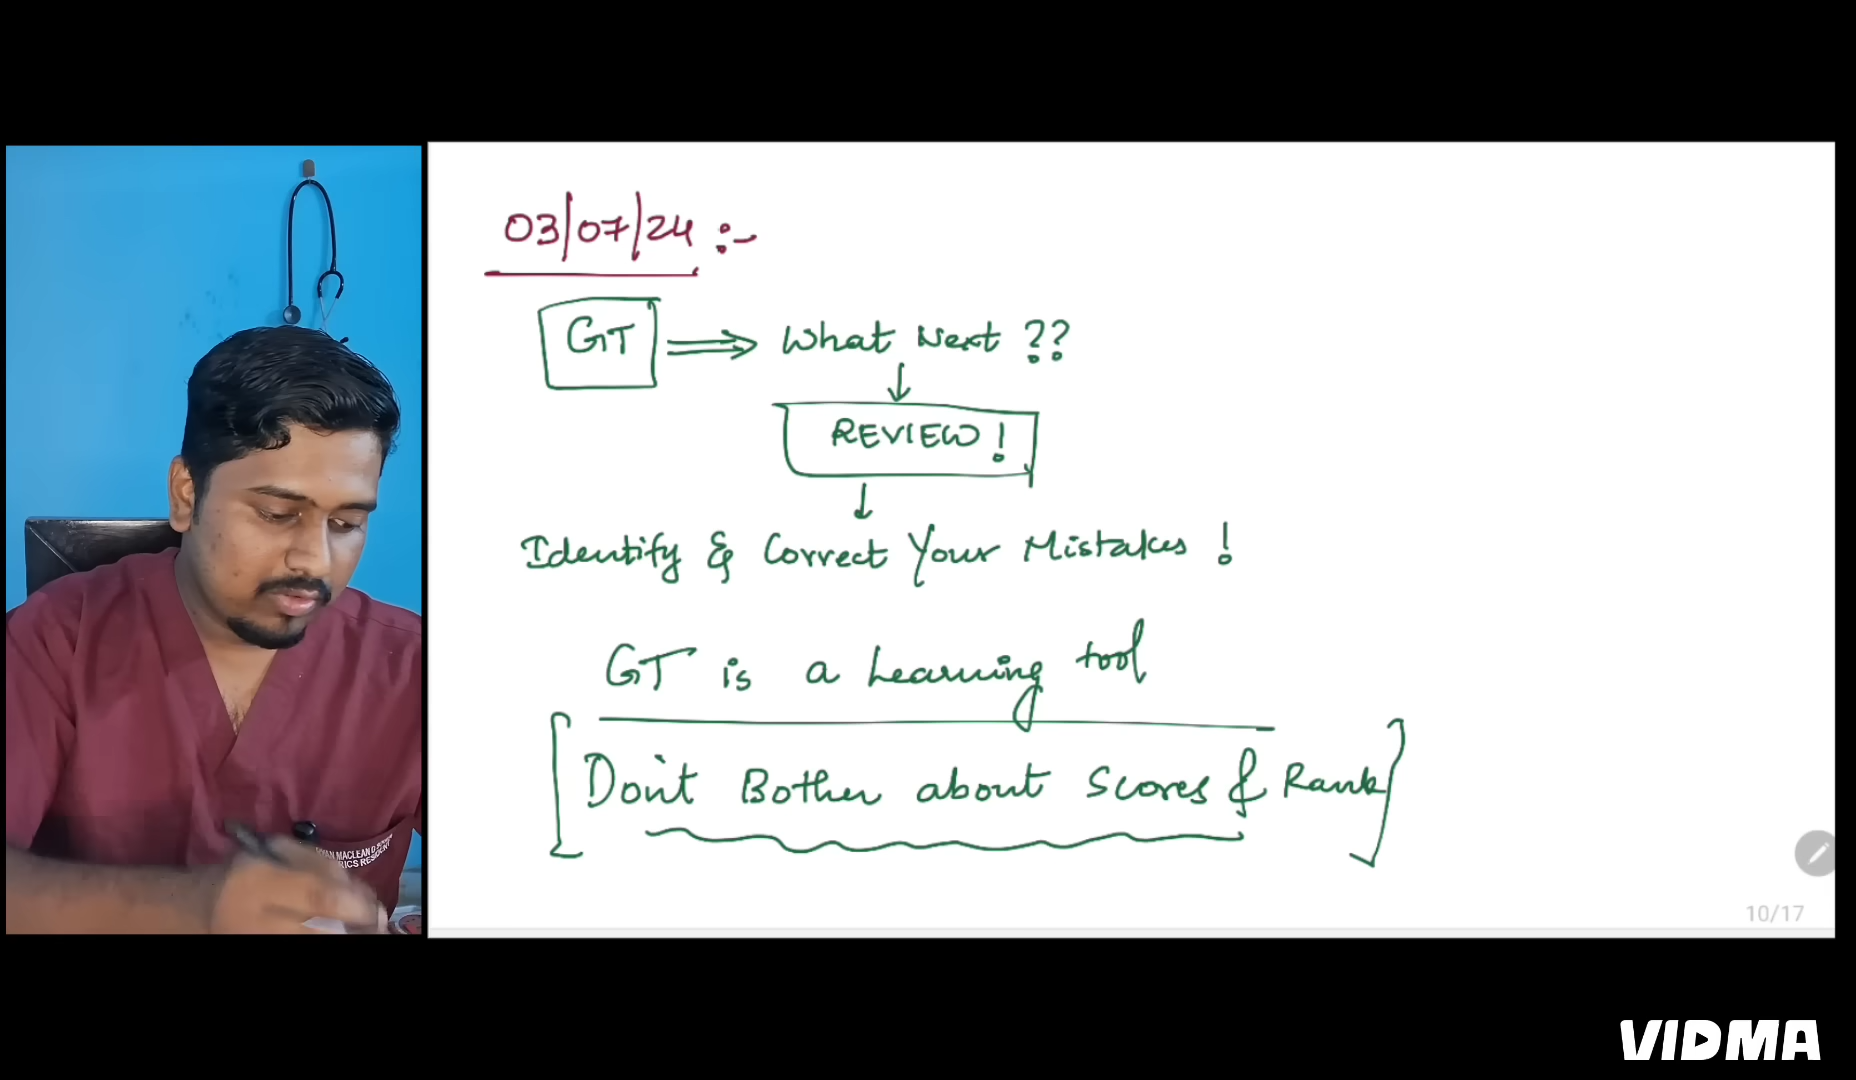 03/07/24 :-
GT ⇒ What Next ??
↓
REVIEW !
↓
Identify & Correct Your Mistakes !
GT is a Learning tool
[Don't Bother about Scores & Rank]
MACLEAN D
10/17
VIDMA